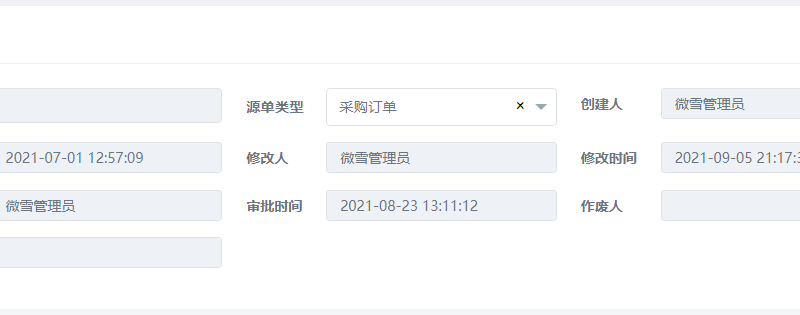 源单类型 采购订单 × 创建人 微雪管理员
2021-07-01 12:57:09 修改人 微雪管理员 修改时间 2021-09-05 21:17:3
微雪管理员 审批时间 2021-08-23 13:11:12 作废人